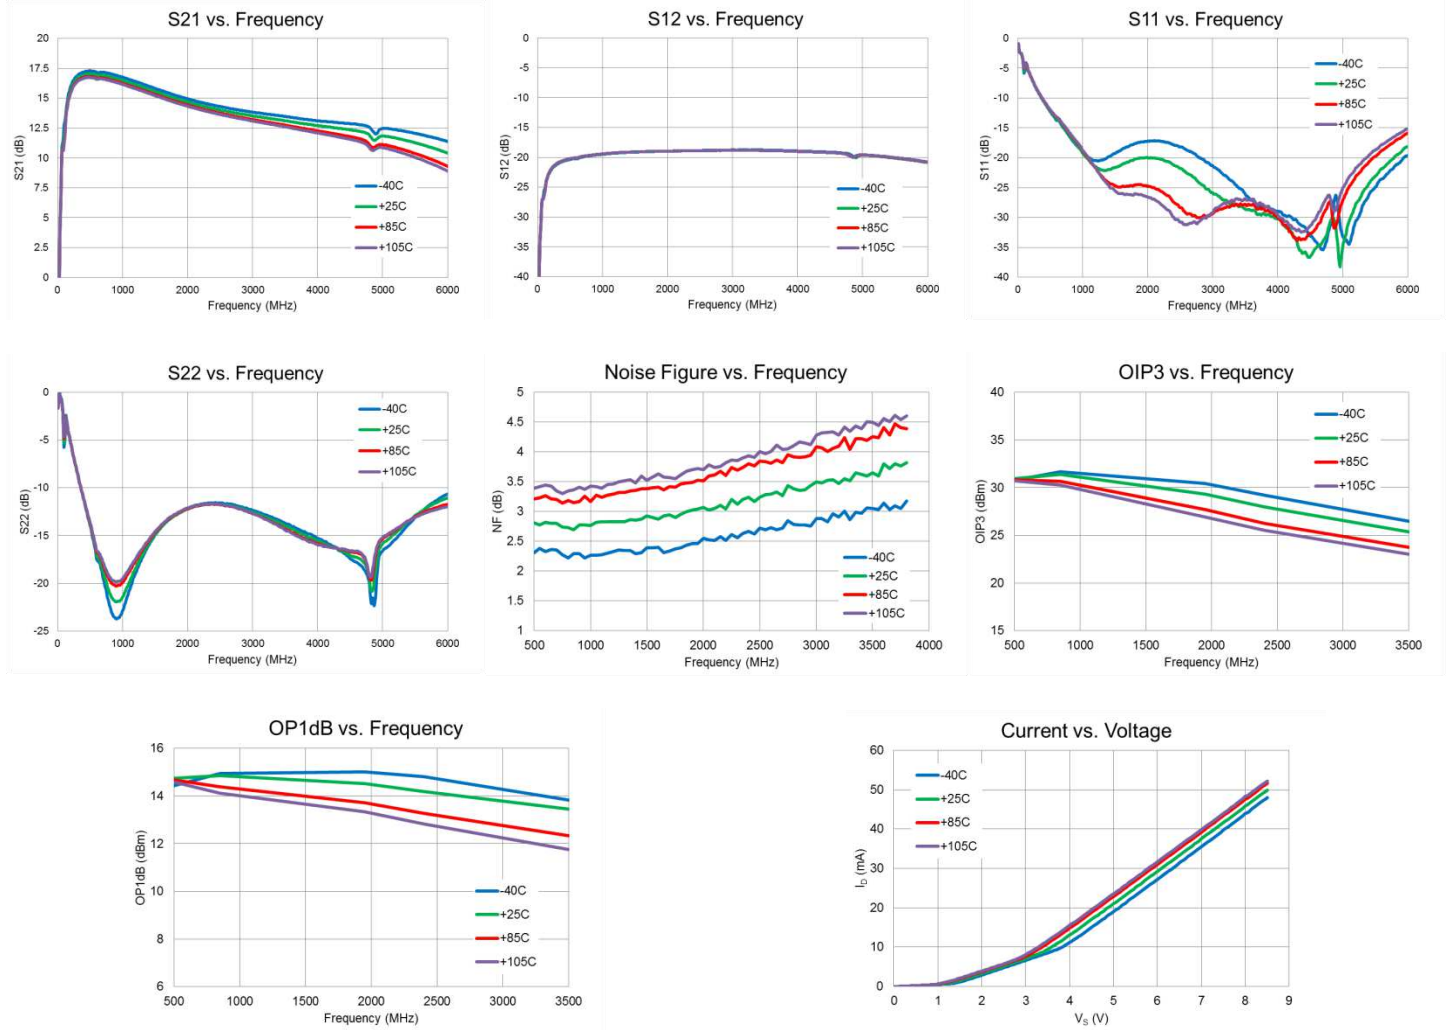 S21 vs. Frequency
20
17.5
15
12.5
10
7.5
5
2.5
0
S21 (dB)
0 1000 2000 3000 4000 5000 6000
Frequency (MHz)
-40C
+25C
+85C
+105C
S12 vs. Frequency
0
-5
-10
-15
-20
-25
-30
-35
-40
S12 (dB)
0 1000 2000 3000 4000 5000 6000
Frequency (MHz)
-40C
+25C
+85C
+105C
S11 vs. Frequency
0
-5
-10
-15
-20
-25
-30
-35
-40
S11 (dB)
0 1000 2000 3000 4000 5000 6000
Frequency (MHz)
-40C
+25C
+85C
+105C
S22 vs. Frequency
0
-5
-10
-15
-20
-25
S22 (dB)
0 1000 2000 3000 4000 5000 6000
Frequency (MHz)
-40C
+25C
+85C
+105C
Noise Figure vs. Frequency
5
4.5
4
3.5
3
2.5
2
1.5
1
NF (dB)
500 1000 1500 2000 2500 3000 3500 4000
Frequency (MHz)
-40C
+25C
+85C
+105C
OIP3 vs. Frequency
40
35
30
25
20
15
OIP3 (dBm)
500 1000 1500 2000 2500 3000 3500
Frequency (MHz)
-40C
+25C
+85C
+105C
OP1dB vs. Frequency
16
14
12
10
8
6
OP1dB (dBm)
500 1000 1500 2000 2500 3000 3500
Frequency (MHz)
-40C
+25C
+85C
+105C
Current vs. Voltage
60
50
40
30
20
10
0
I_D (mA)
0 1 2 3 4 5 6 7 8 9
V_S (V)
-40C
+25C
+85C
+105C